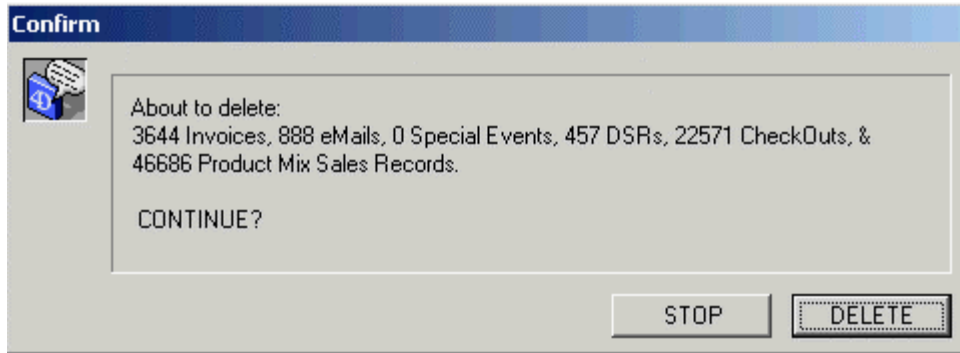 Confirm
4D
About to delete:
3644 Invoices, 888 eMails, 0 Special Events, 457 DSRs, 22571 CheckOuts, &
46686 Product Mix Sales Records.
CONTINUE?
STOP
DELETE